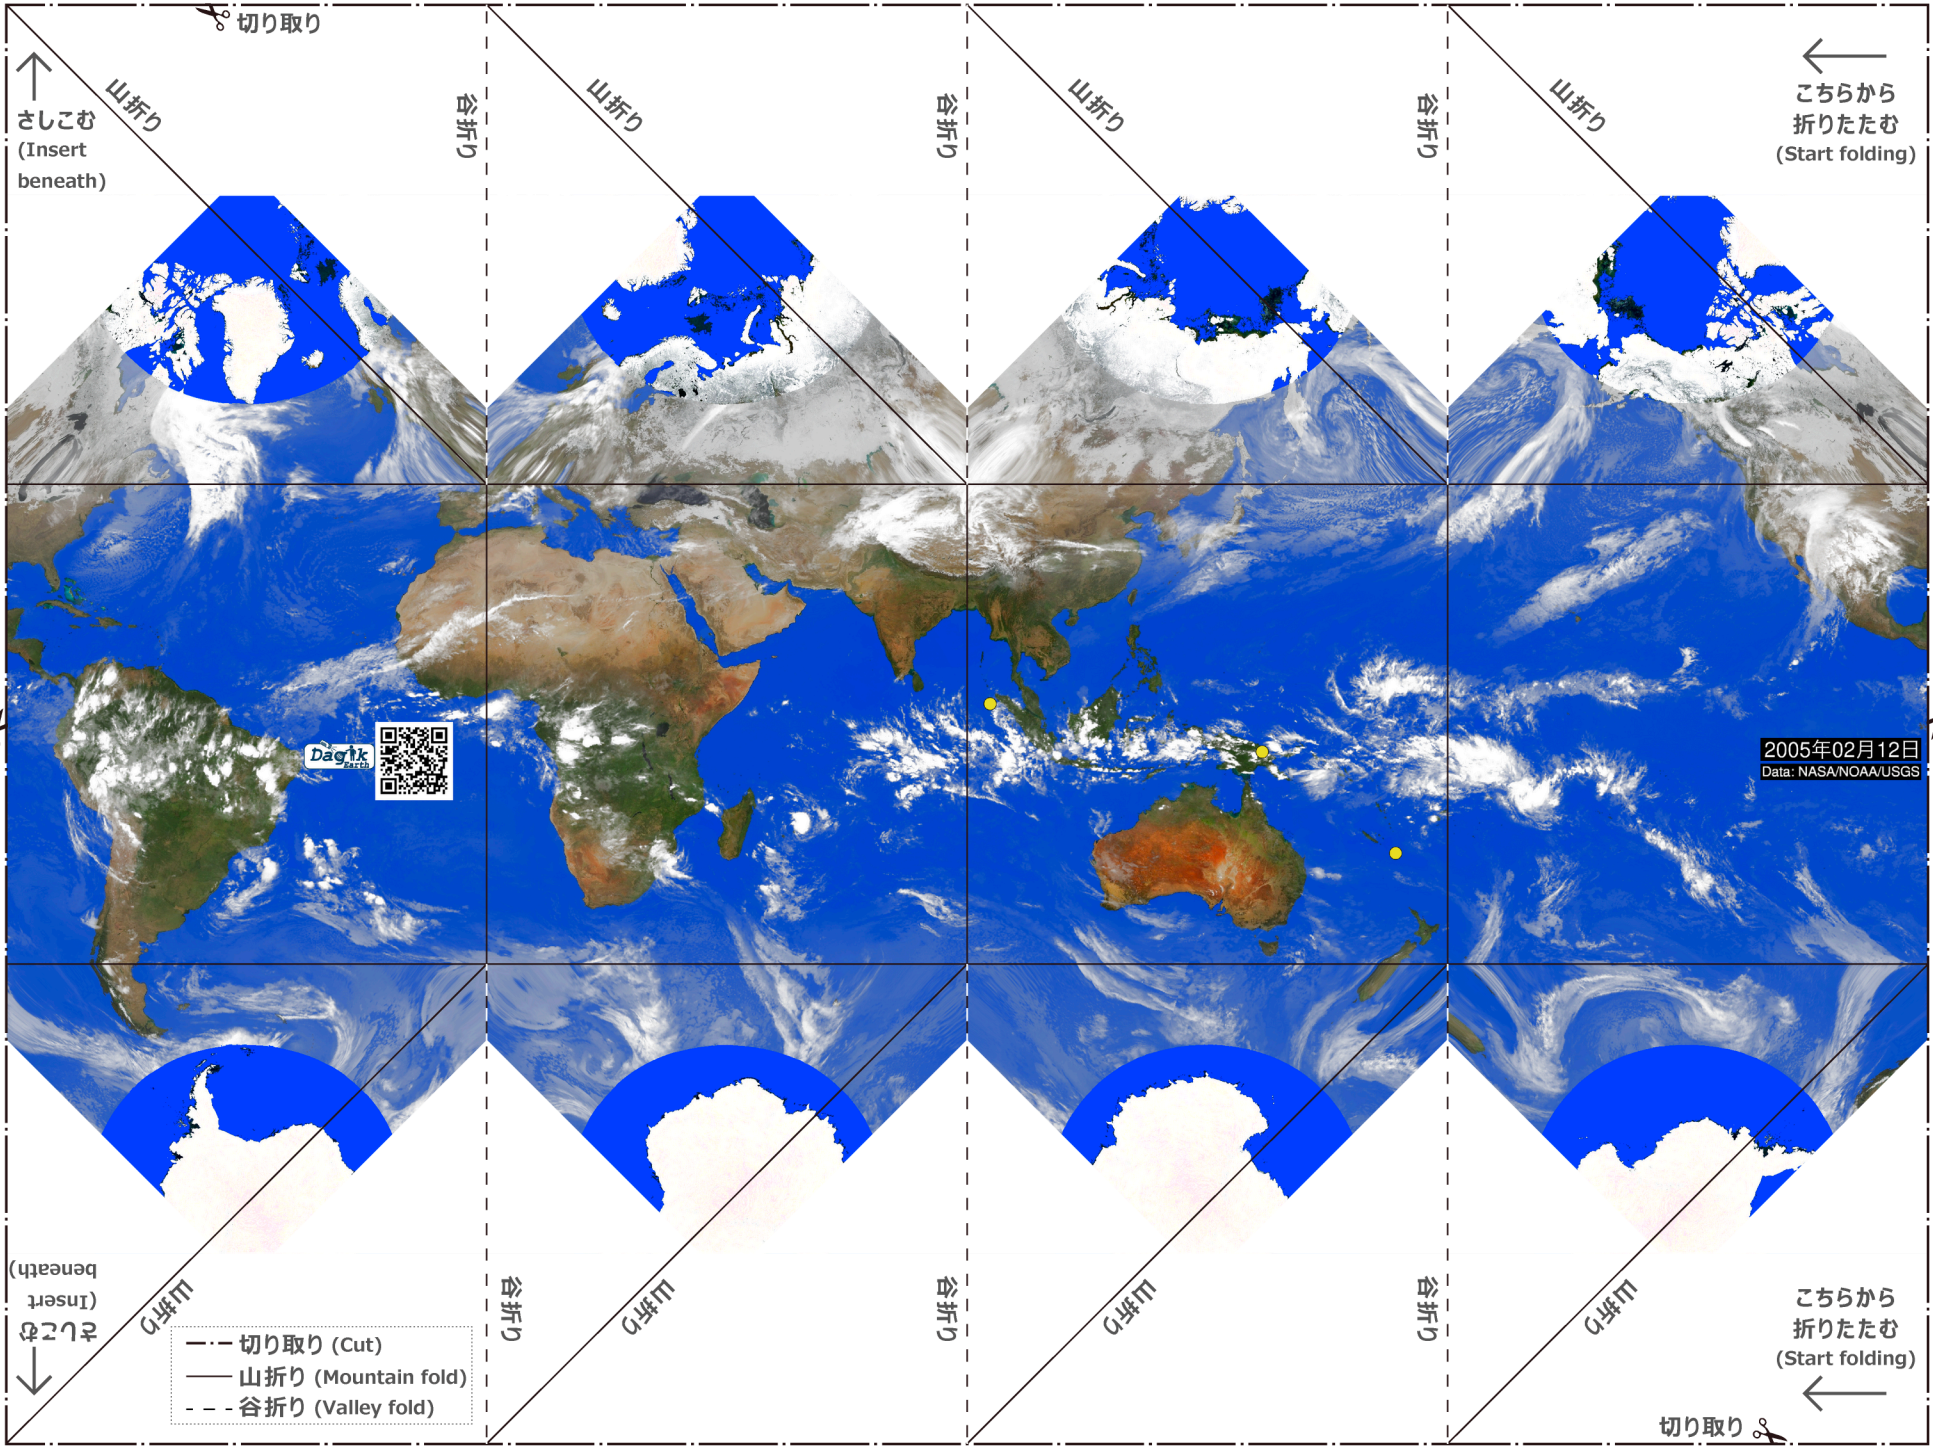 切り取り
山折り
谷折り
山折り
谷折り
山折り
谷折り
山折り
さしこむ
(Insert
beneath)
こちらから
折りたたむ
(Start folding)
Dagik
Earth
2005年02月12日
Data: NASA/NOAA/USGS
さしこむ
(Insert
beneath)
山折り
谷折り
山折り
谷折り
山折り
谷折り
山折り
こちらから
折りたたむ
(Start folding)
切り取り (Cut)
山折り (Mountain fold)
谷折り (Valley fold)
切り取り